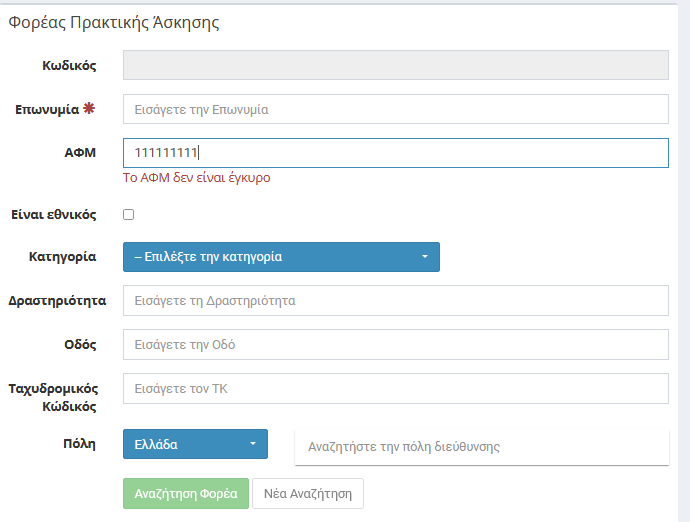 Φορέας Πρακτικής Άσκησης
Κωδικός
Επωνυμία ✱ Εισάγετε την Επωνυμία
ΑΦΜ 111111111
Το ΑΦΜ δεν είναι έγκυρο
Είναι εθνικός
Κατηγορία -- Επιλέξτε την κατηγορία
Δραστηριότητα Εισάγετε τη Δραστηριότητα
Οδός Εισάγετε την Οδό
Ταχυδρομικός Εισάγετε τον ΤΚ
Κώδικός
Πόλη Ελλάδα Αναζητήστε την πόλη διεύθυνσης
Αναζήτηση Φορέα Νέα Αναζήτηση